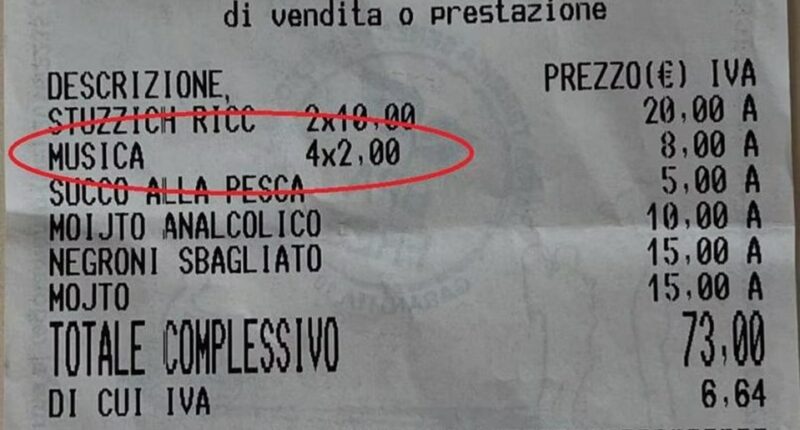 di vendita o prestazione
DESCRIZIONE, PREZZO(€) IVA
STUZZICH RICC 2x10,00 20,00 A
MUSICA 4x2,00 8,00 A
SUCCO ALLA PESCA 5,00 A
MOIJTO ANALCOLICO 10,00 A
NEGRONI SBAGLIATO 15,00 A
MOJTO 15,00 A
TOTALE COMPLESSIVO 73,00
DI CUI IVA 6,64